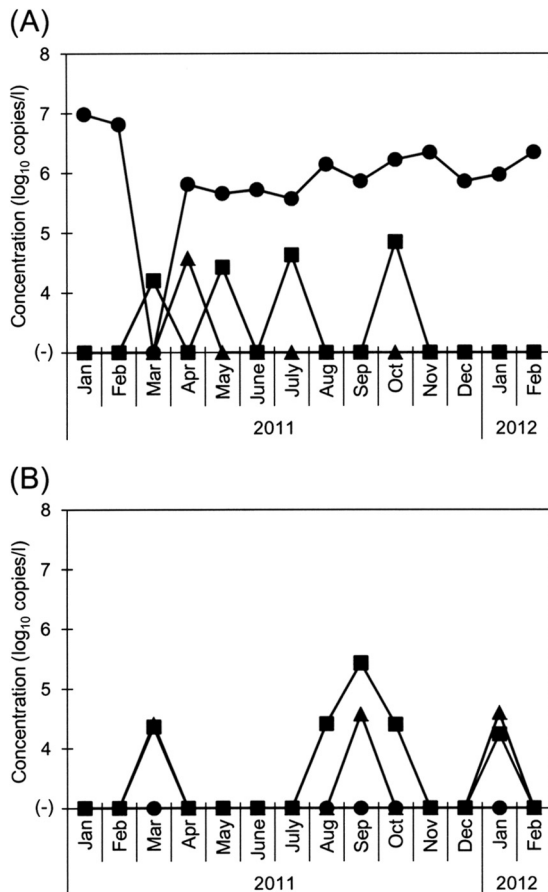 (A)
8
7
6
5
4
(-)
Concentration (log₁₀ copies/l)
Jan Feb Mar Apr May June July Aug Sep Oct Nov Dec Jan Feb
2011 2012
(B)
8
7
6
5
4
(-)
Concentration (log₁₀ copies/l)
Jan Feb Mar Apr May June July Aug Sep Oct Nov Dec Jan Feb
2011 2012